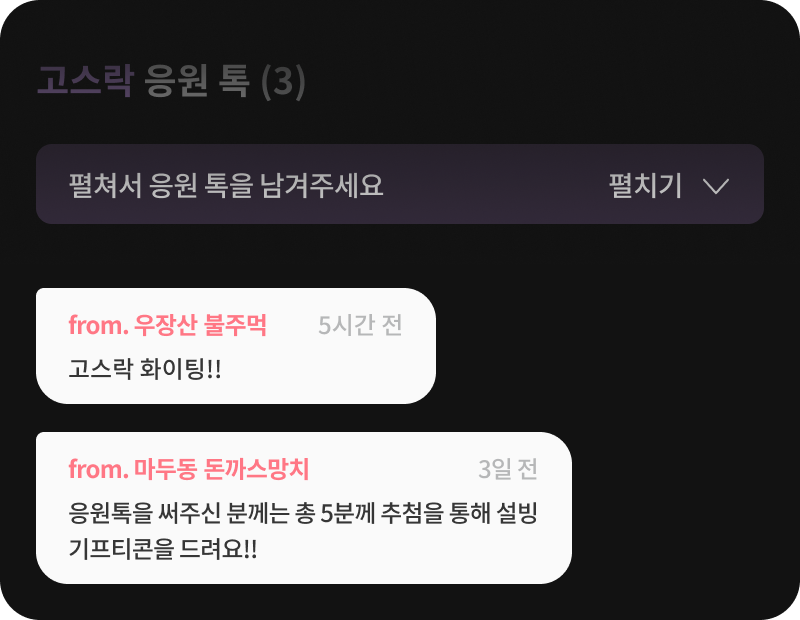 고스락 응원 톡 (3)
펼쳐서 응원 톡을 남겨주세요
펼치기
from. 우장산 불주먹
5시간 전
고스락 화이팅!!
from. 마두동 돈까스망치
3일 전
응원톡을 써주신 분께는 총 5분께 추첨을 통해 설빙
기프티콘을 드려요!!